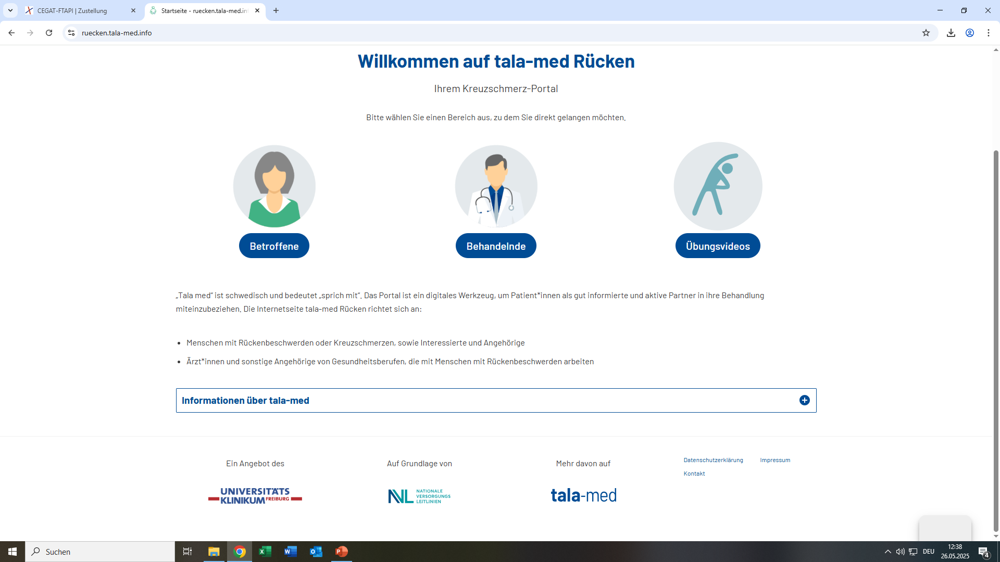 CEGAT-FTAPI | Zustellung
Startseite - ruecken.tala-med.in
ruecken.tala-med.info
Willkommen auf tala-med Rücken
Ihrem Kreuzschmerz-Portal
Bitte wählen Sie einen Bereich aus, zu dem Sie direkt gelangen möchten.
Betroffene
Behandelnde
Übungsvideos
„Tala med“ ist schwedisch und bedeutet „sprich mit“. Das Portal ist ein digitales Werkzeug, um Patient*innen als gut informierte und aktive Partner in ihre Behandlung
miteinzubeziehen. Die Internetseite tala-med Rücken richtet sich an:
• Menschen mit Rückenbeschwerden oder Kreuzschmerzen, sowie Interessierte und Angehörige
• Ärzt*innen und sonstige Angehörige von Gesundheitsberufen, die mit Menschen mit Rückenbeschwerden arbeiten
Informationen über tala-med
Ein Angebot des
UNIVERSITÄTS
KLINIKUM FREIBURG
Auf Grundlage von
NVL NATIONALE
VERSORGUNGS
LEITLINIEN
Mehr davon auf
tala-med
Datenschutzerklärung
Impressum
Kontakt
Suchen
DEU
12:38
26.05.2025
4